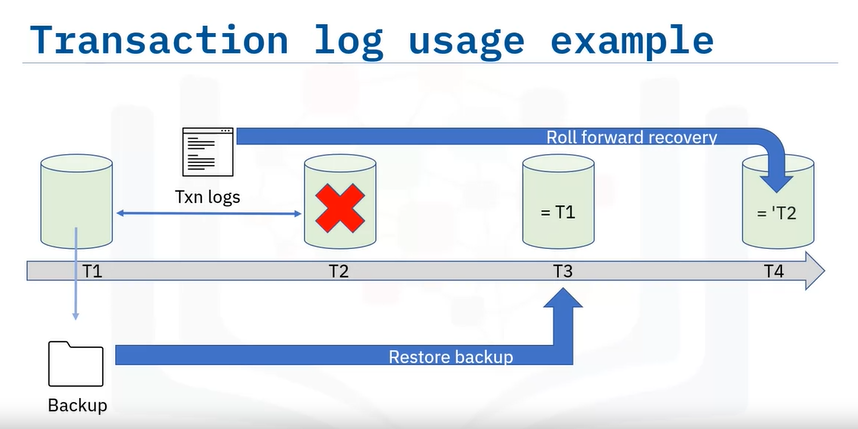 Transaction log usage example
Roll forward recovery
Txn logs
= T1
= 'T2
T1
T2
T3
T4
Restore backup
Backup